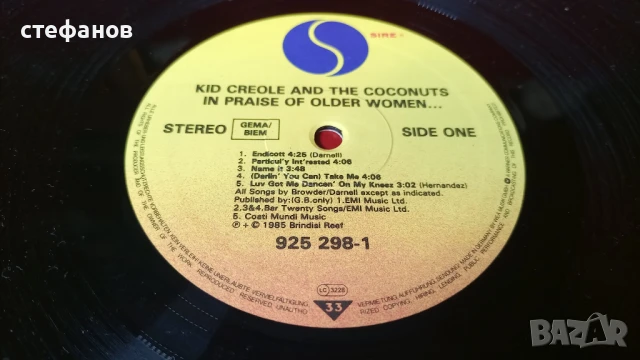 стефанов
SIRE
KID CREOLE AND THE COCONUTS
IN PRAISE OF OLDER WOMEN...
STEREO
GEMA/
BIEM
SIDE ONE
1. Endicott 4:25 (Darnell)
2. Particul'y Int'rested 4:06
3. Name it 3:48
4. (Darlin' You Can) Take Me 4:06
5. Luv Got Me Dancin' On My Kneez 3:02 (Hernandez)
All Songs by Browder/Darnell except as indicated.
Published by:(G.B.only) 1.EMI Music Ltd.
2,3&4.Ber Twenty Songs/EMI Music Ltd.
5. Coati Mundi Music
℗ + © 1985 Brindisi Reef
925 298-1
LC 3228
33
BAZAR